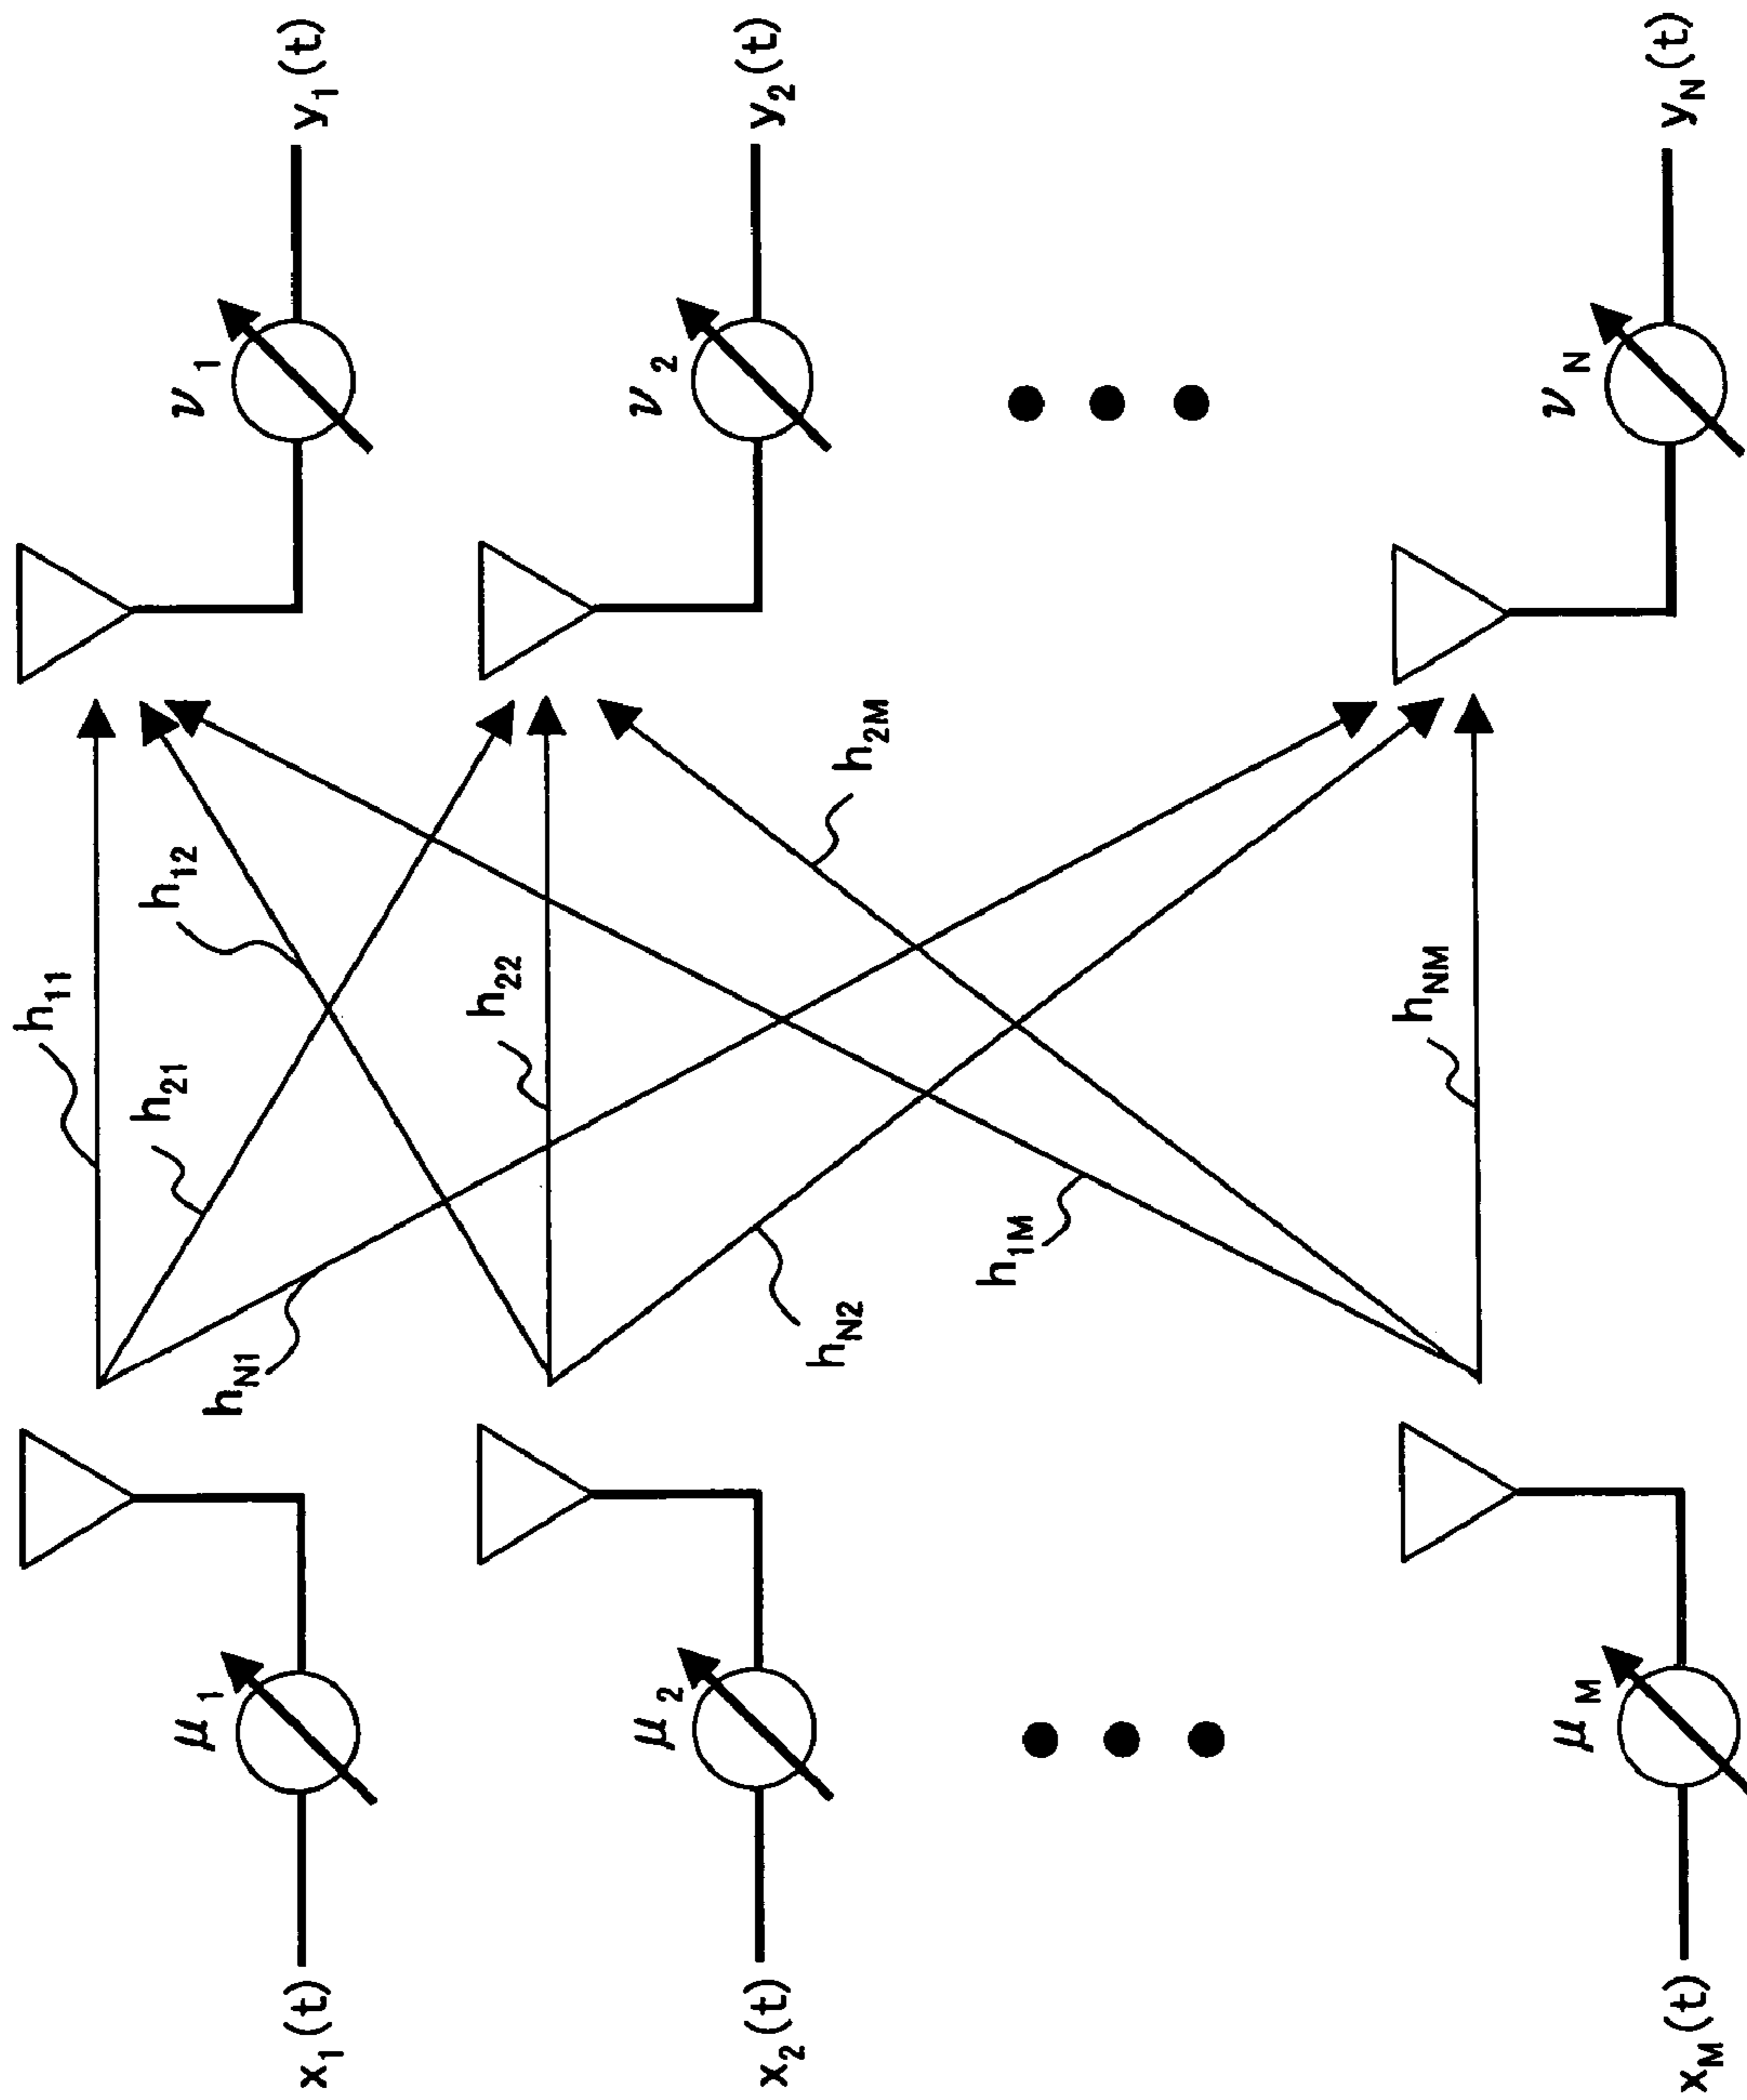 x1(t)
μ1
hN1
h21
h11
h12
ν1
y1(t)
x2(t)
μ2
hN2
h22
h2M
ν2
y2(t)
h1M
xM(t)
μM
hNM
νN
yN(t)